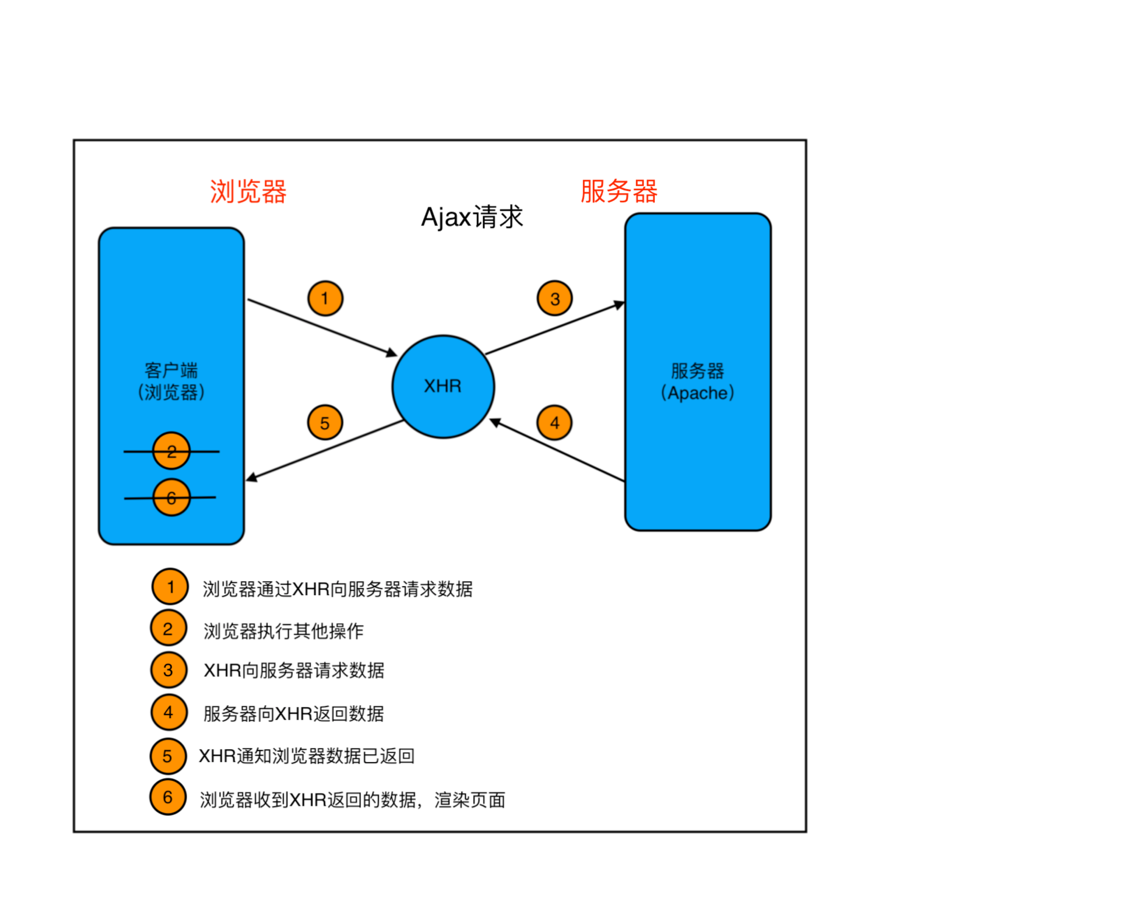 浏览器
服务器
Ajax请求
1
3
客户端
（浏览器）
XHR
服务器
（Apache）
5
4
2
6
1 浏览器通过XHR向服务器请求数据
2 浏览器执行其他操作
3 XHR向服务器请求数据
4 服务器向XHR返回数据
5 XHR通知浏览器数据已返回
6 浏览器收到XHR返回的数据，渲染页面